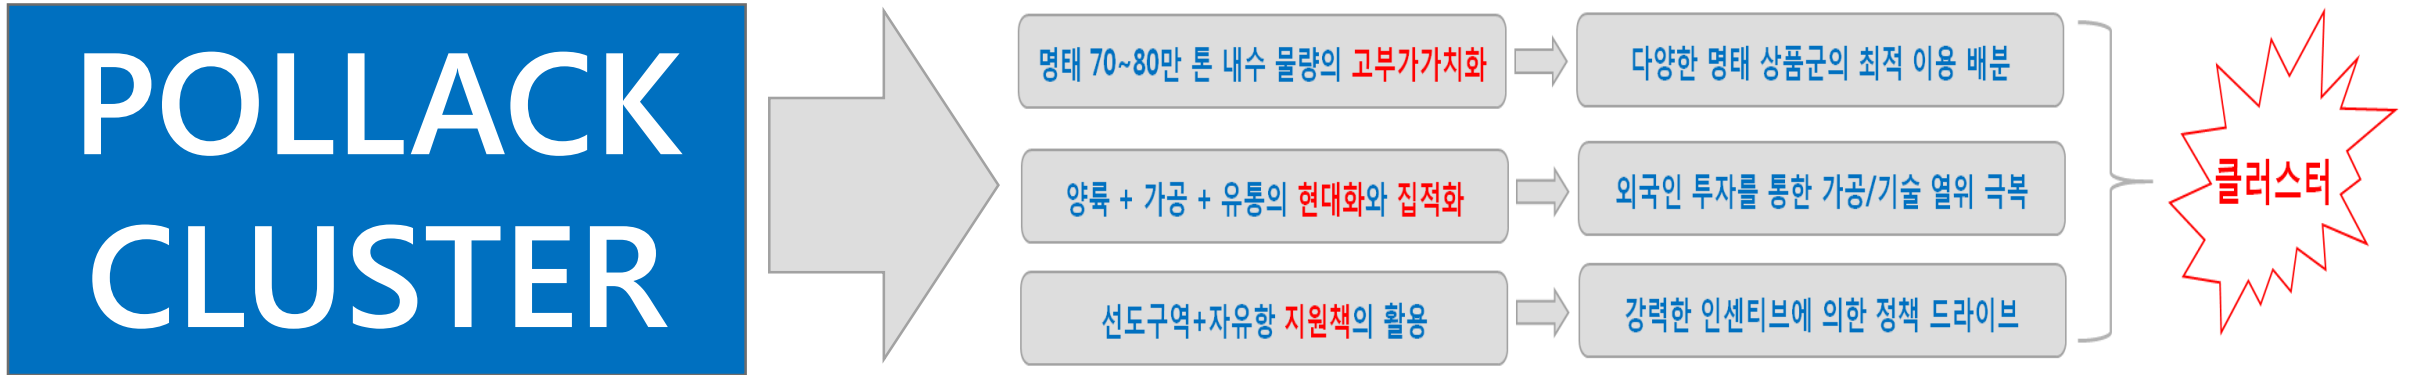 POLLACK
CLUSTER
명태 70~80만 톤 내수 물량의 고부가가치화
다양한 명태 상품군의 최적 이용 배분
양륙 + 가공 + 유통의 현대화와 집적화
외국인 투자를 통한 가공/기술 열위 극복
선도구역+자유항 지원책의 활용
강력한 인센티브에 의한 정책 드라이브
클러스터